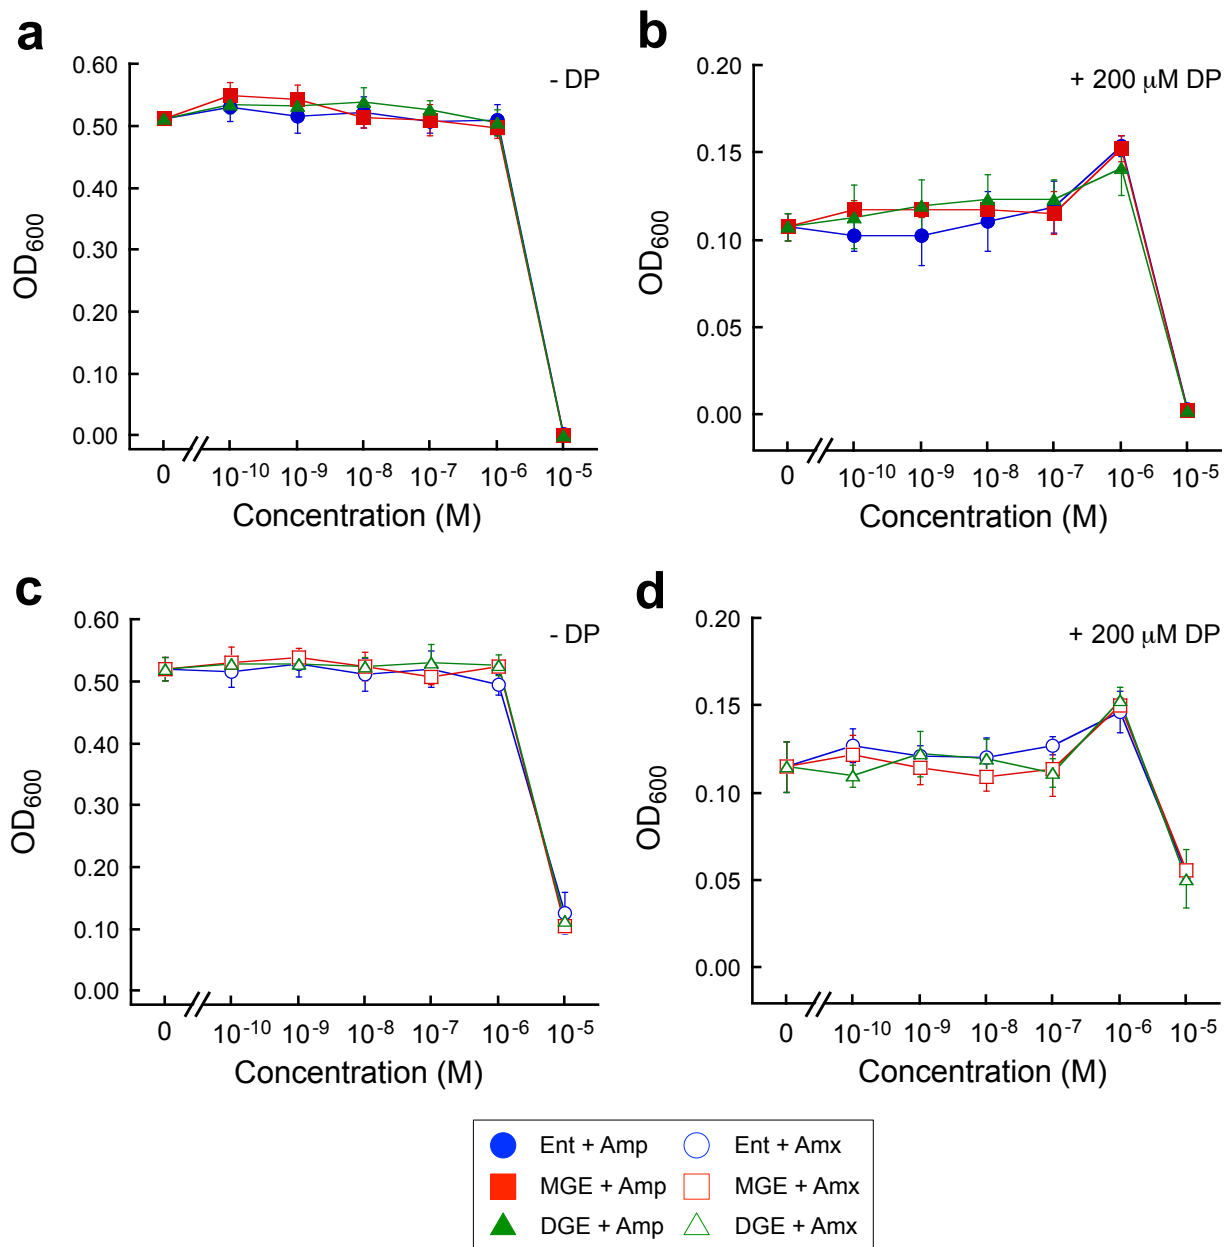 a
- DP
0.60
0.50
0.40
0.30
0.20
0.10
0.00
OD600
0 10-10 10-9 10-8 10-7 10-6 10-5
Concentration (M)
b
+ 200 μM DP
0.20
0.15
0.10
0.05
0.00
OD600
0 10-10 10-9 10-8 10-7 10-6 10-5
Concentration (M)
c
- DP
0.60
0.50
0.40
0.30
0.20
0.10
0.00
OD600
0 10-10 10-9 10-8 10-7 10-6 10-5
Concentration (M)
d
+ 200 μM DP
0.20
0.15
0.10
0.05
0.00
OD600
0 10-10 10-9 10-8 10-7 10-6 10-5
Concentration (M)
Ent + Amp Ent + Amx
MGE + Amp MGE + Amx
DGE + Amp DGE + Amx